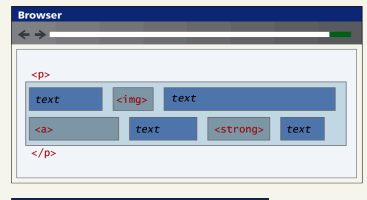 Browser
<p>
text <img> text
<a> text <strong> text
</p>